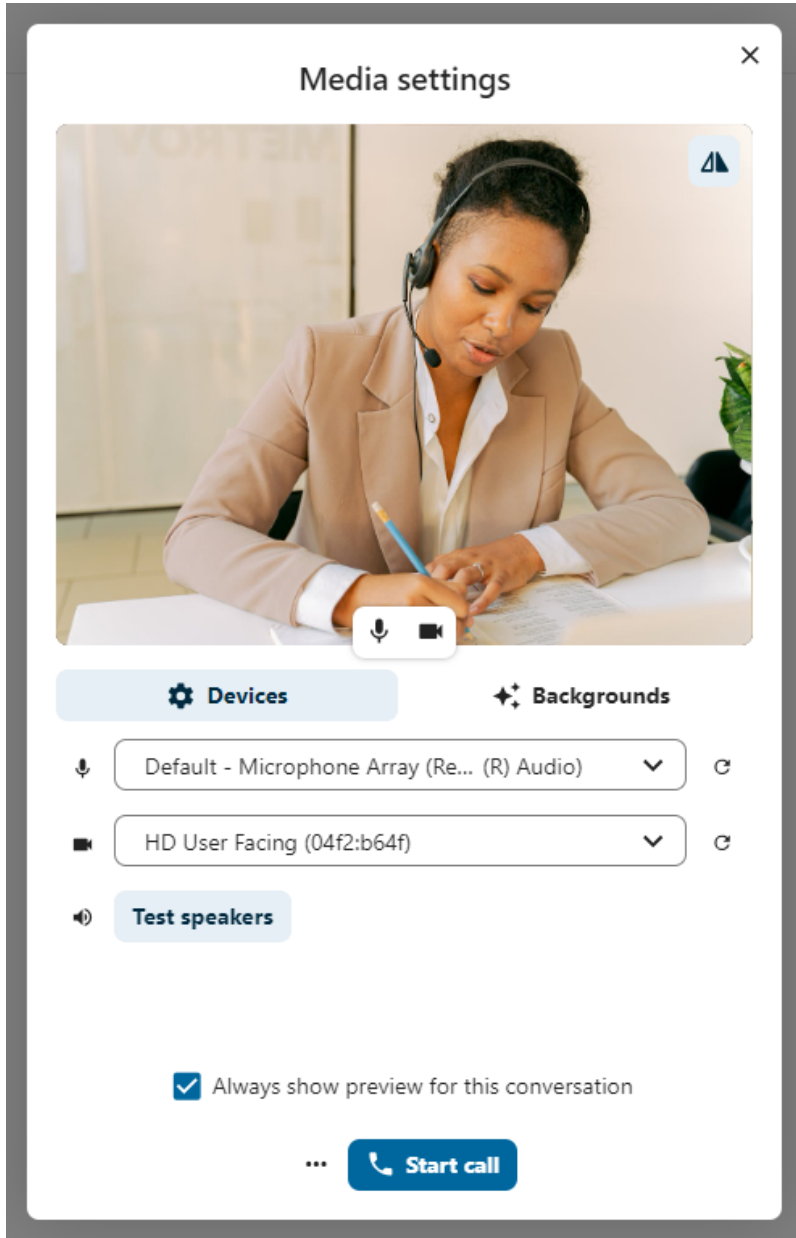 Media settings
Devices
Backgrounds
Default - Microphone Array (Re... (R) Audio)
HD User Facing (04f2:b64f)
Test speakers
Always show preview for this conversation
Start call